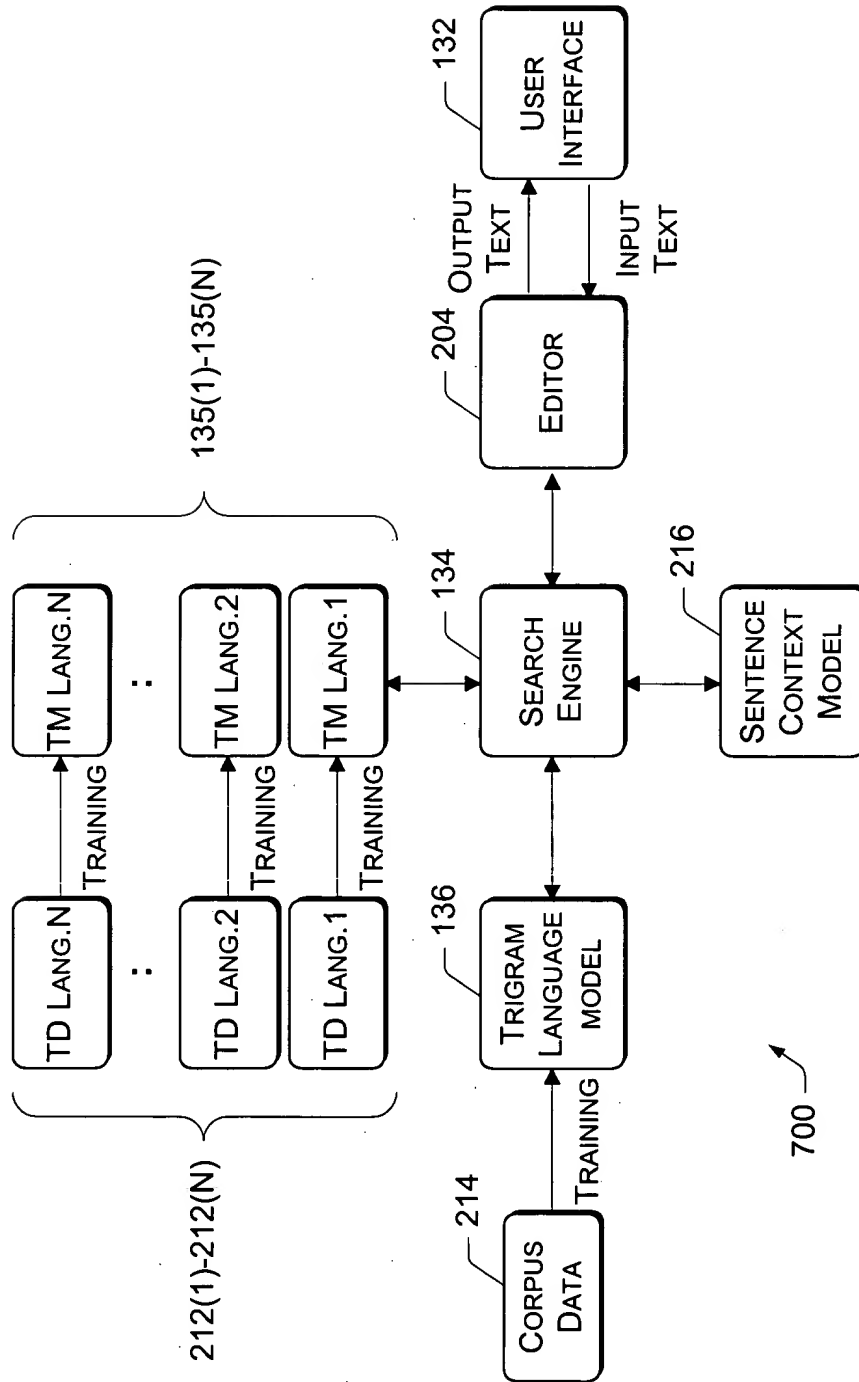 212(1)-212(N)
135(1)-135(N)
TD LANG.N
TRAINING
TM LANG.N
:
:
TD LANG.2
TRAINING
TM LANG.2
TD LANG.1
TRAINING
TM LANG.1
214
CORPUS
DATA
TRAINING
136
TRIGRAM
LANGUAGE
MODEL
134
SEARCH
ENGINE
204
EDITOR
OUTPUT
TEXT
INPUT
TEXT
132
USER
INTERFACE
216
SENTENCE
CONTEXT
MODEL
700